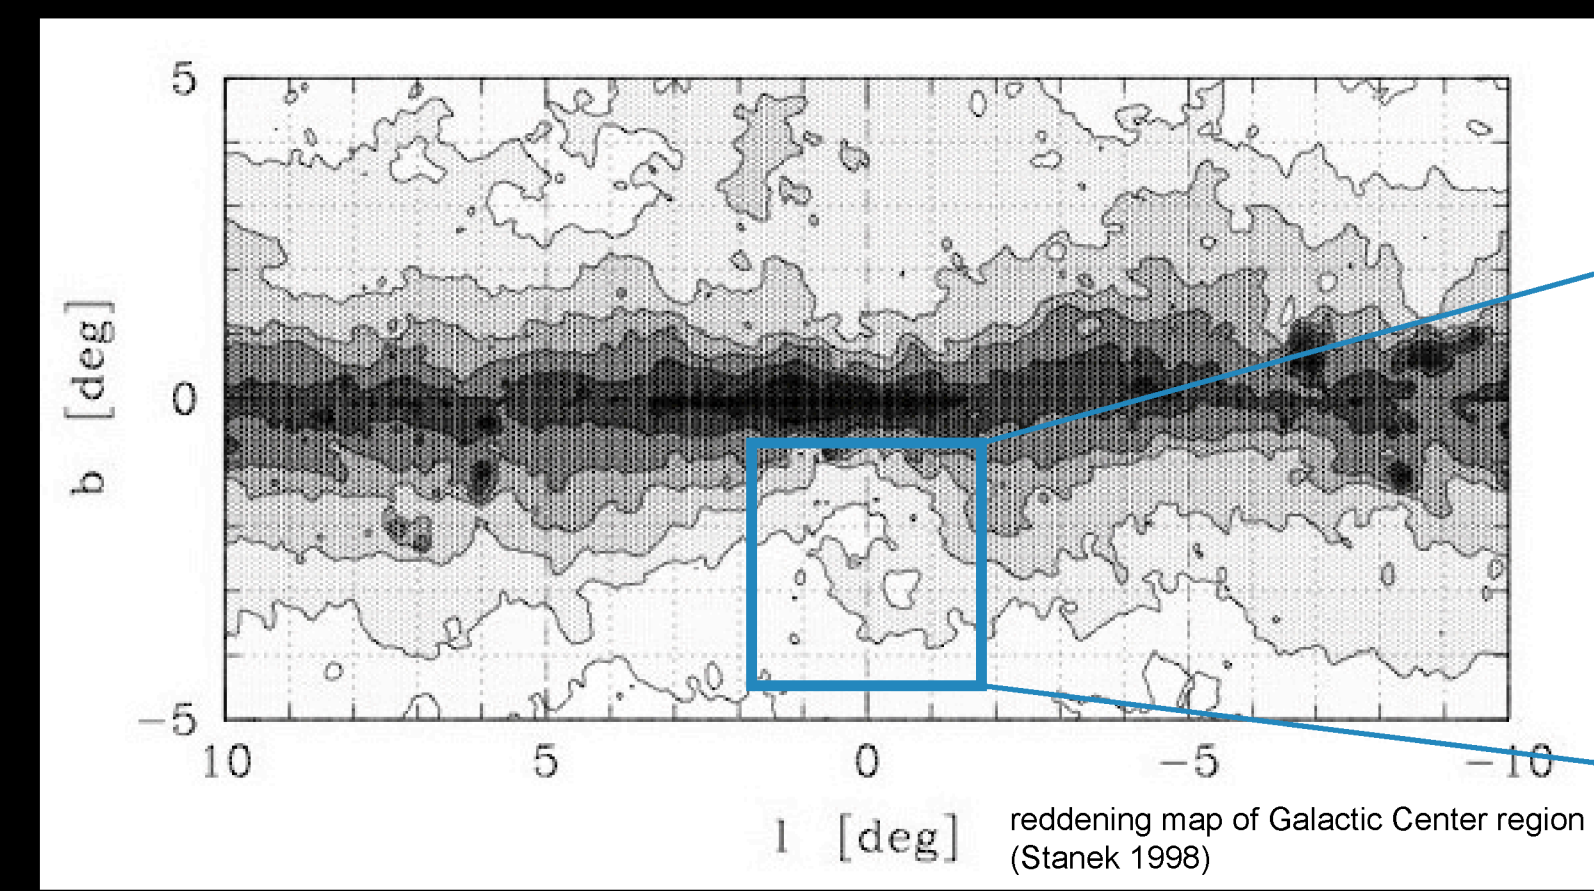 5
0
−5
b [deg]
10 5 0 −5 −10
l [deg]
reddening map of Galactic Center region
(Stanek 1998)